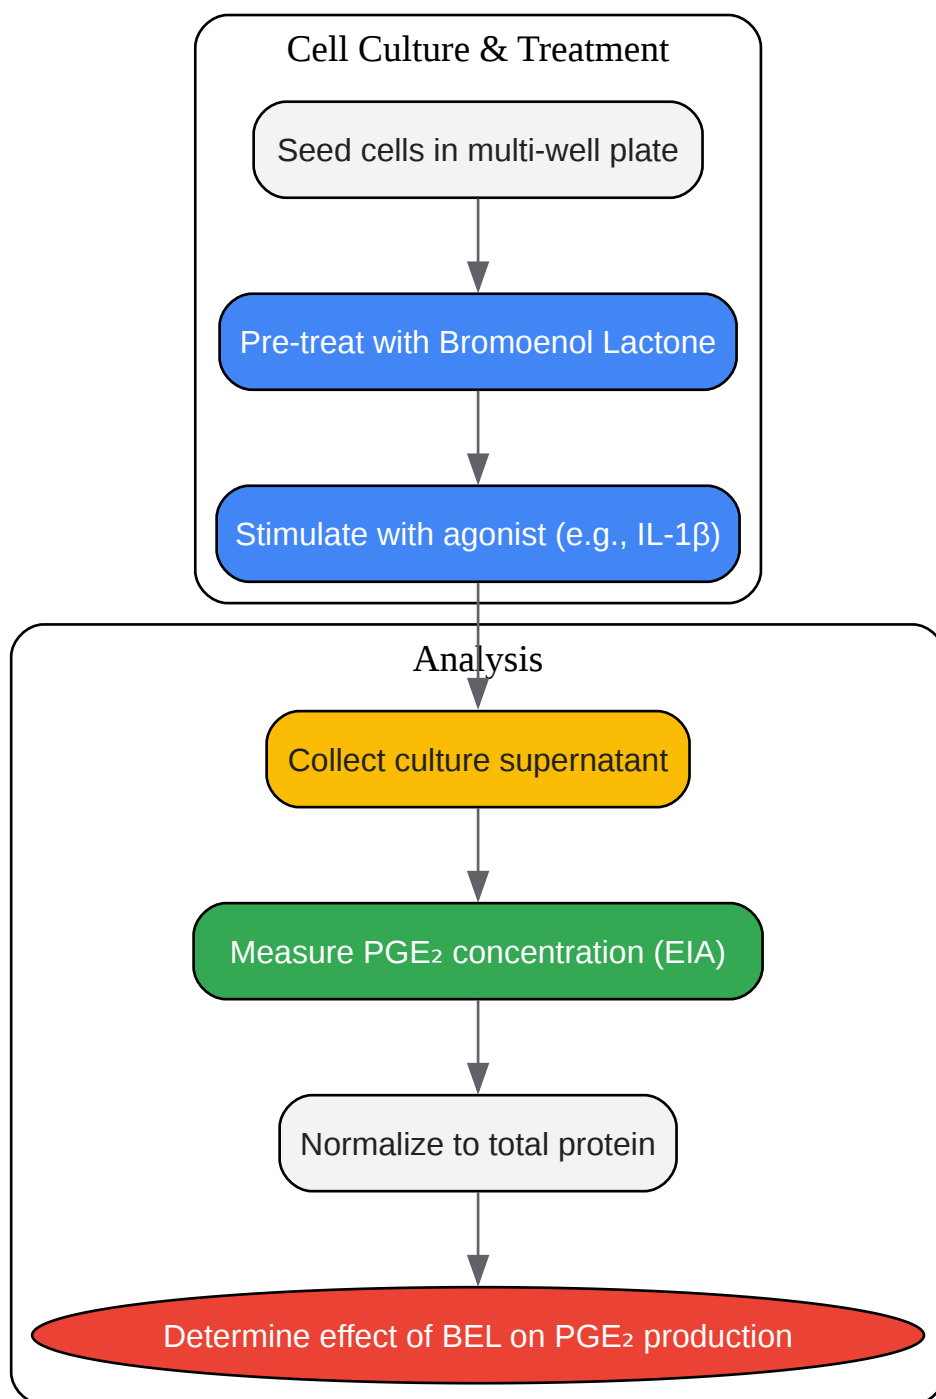 Cell Culture & Treatment
Seed cells in multi-well plate
Pre-treat with Bromoenol Lactone
Stimulate with agonist (e.g., IL-1β)
Analysis
Collect culture supernatant
Measure PGE₂ concentration (EIA)
Normalize to total protein
Determine effect of BEL on PGE₂ production